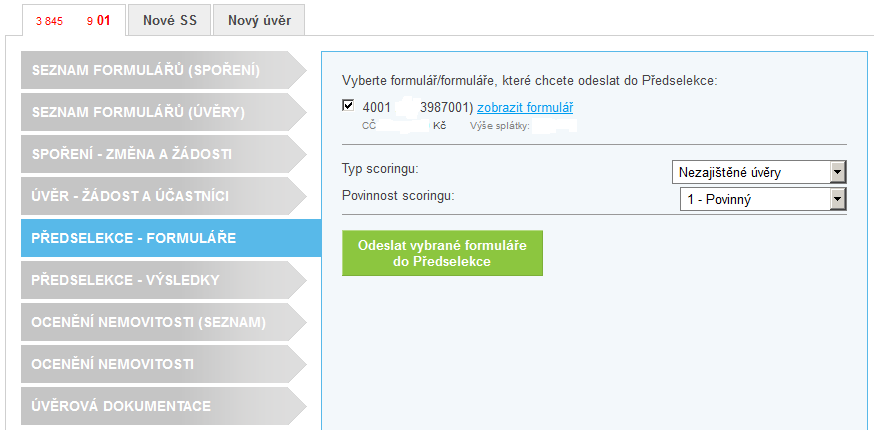 3 845 9 01
Nové SS
Nový úvěr
SEZNAM FORMULÁŘŮ (SPOŘENÍ)
SEZNAM FORMULÁŘŮ (ÚVĚRY)
SPOŘENÍ - ZMĚNA A ŽÁDOSTI
ÚVĚR - ŽÁDOST A ÚČASTNÍCI
PŘEDSELEKCE - FORMULÁŘE
PŘEDSELEKCE - VÝSLEDKY
OCENĚNÍ NEMOVITOSTI (SEZNAM)
OCENĚNÍ NEMOVITOSTI
ÚVĚROVÁ DOKUMENTACE
Vyberte formulář/formuláře, které chcete odeslat do Předselekce:
4001 3987001) zobrazit formulář
CČ Kč Výše splátky:
Typ scoringu:
Nezajištěné úvěry
Povinnost scoringu:
1 - Povinný
Odeslat vybrané formuláře
do Předselekce